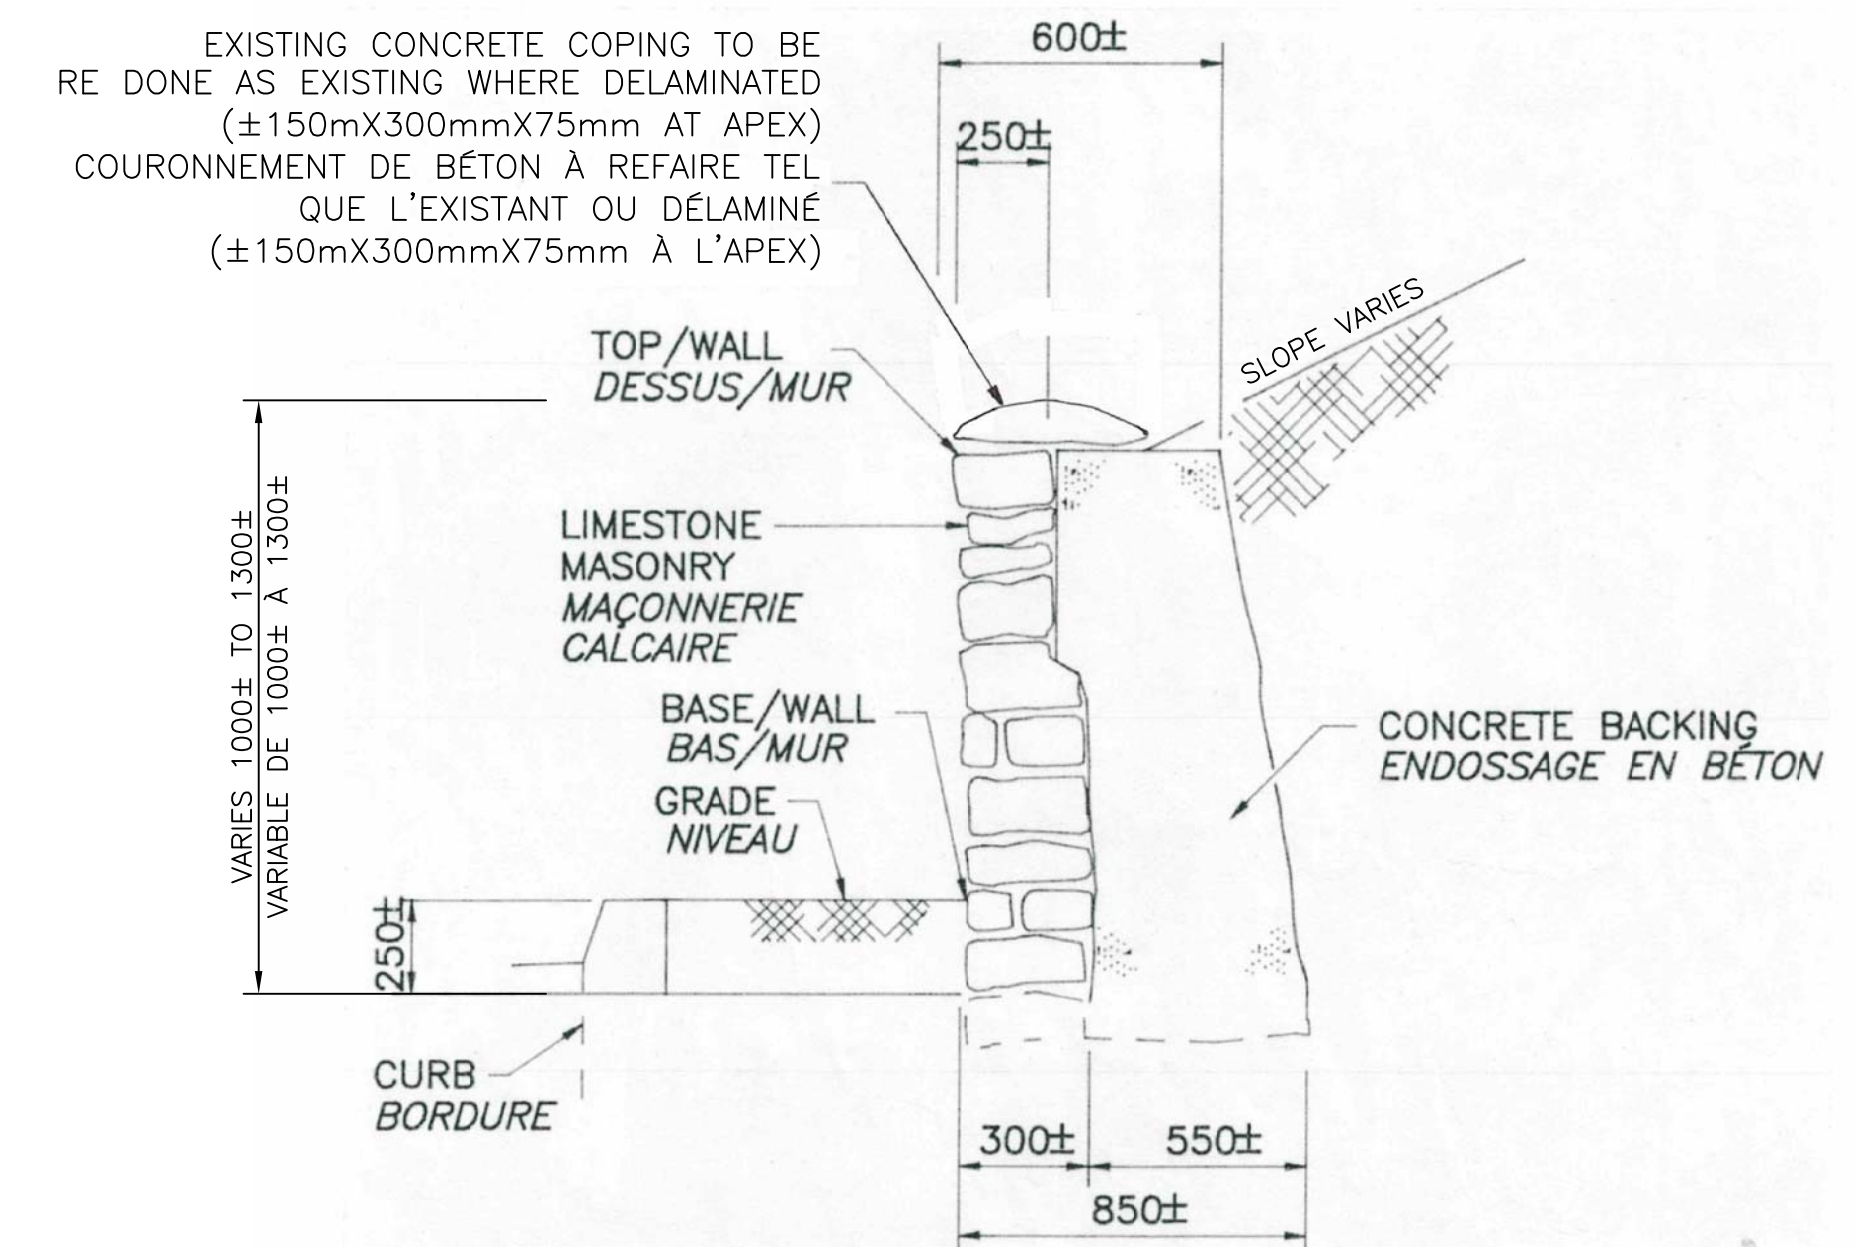 EXISTING CONCRETE COPING TO BE
RE DONE AS EXISTING WHERE DELAMINATED
(±150mX300mmX75mm AT APEX)
COURONNEMENT DE BÉTON À REFAIRE TEL
QUE L'EXISTANT OU DÉLAMINÉ
(±150mX300mmX75mm À L'APEX)
600±
250±
SLOPE VARIES
TOP/WALL
DESSUS/MUR
LIMESTONE
MASONRY
MAÇONNERIE
CALCAIRE
VARIES 1000± TO 1300±
VARIABLE DE 1000± À 1300±
BASE/WALL
BAS/MUR
CONCRETE BACKING
ENDOSSAGE EN BÉTON
GRADE
NIVEAU
250±
CURB
BORDURE
300±
550±
850±